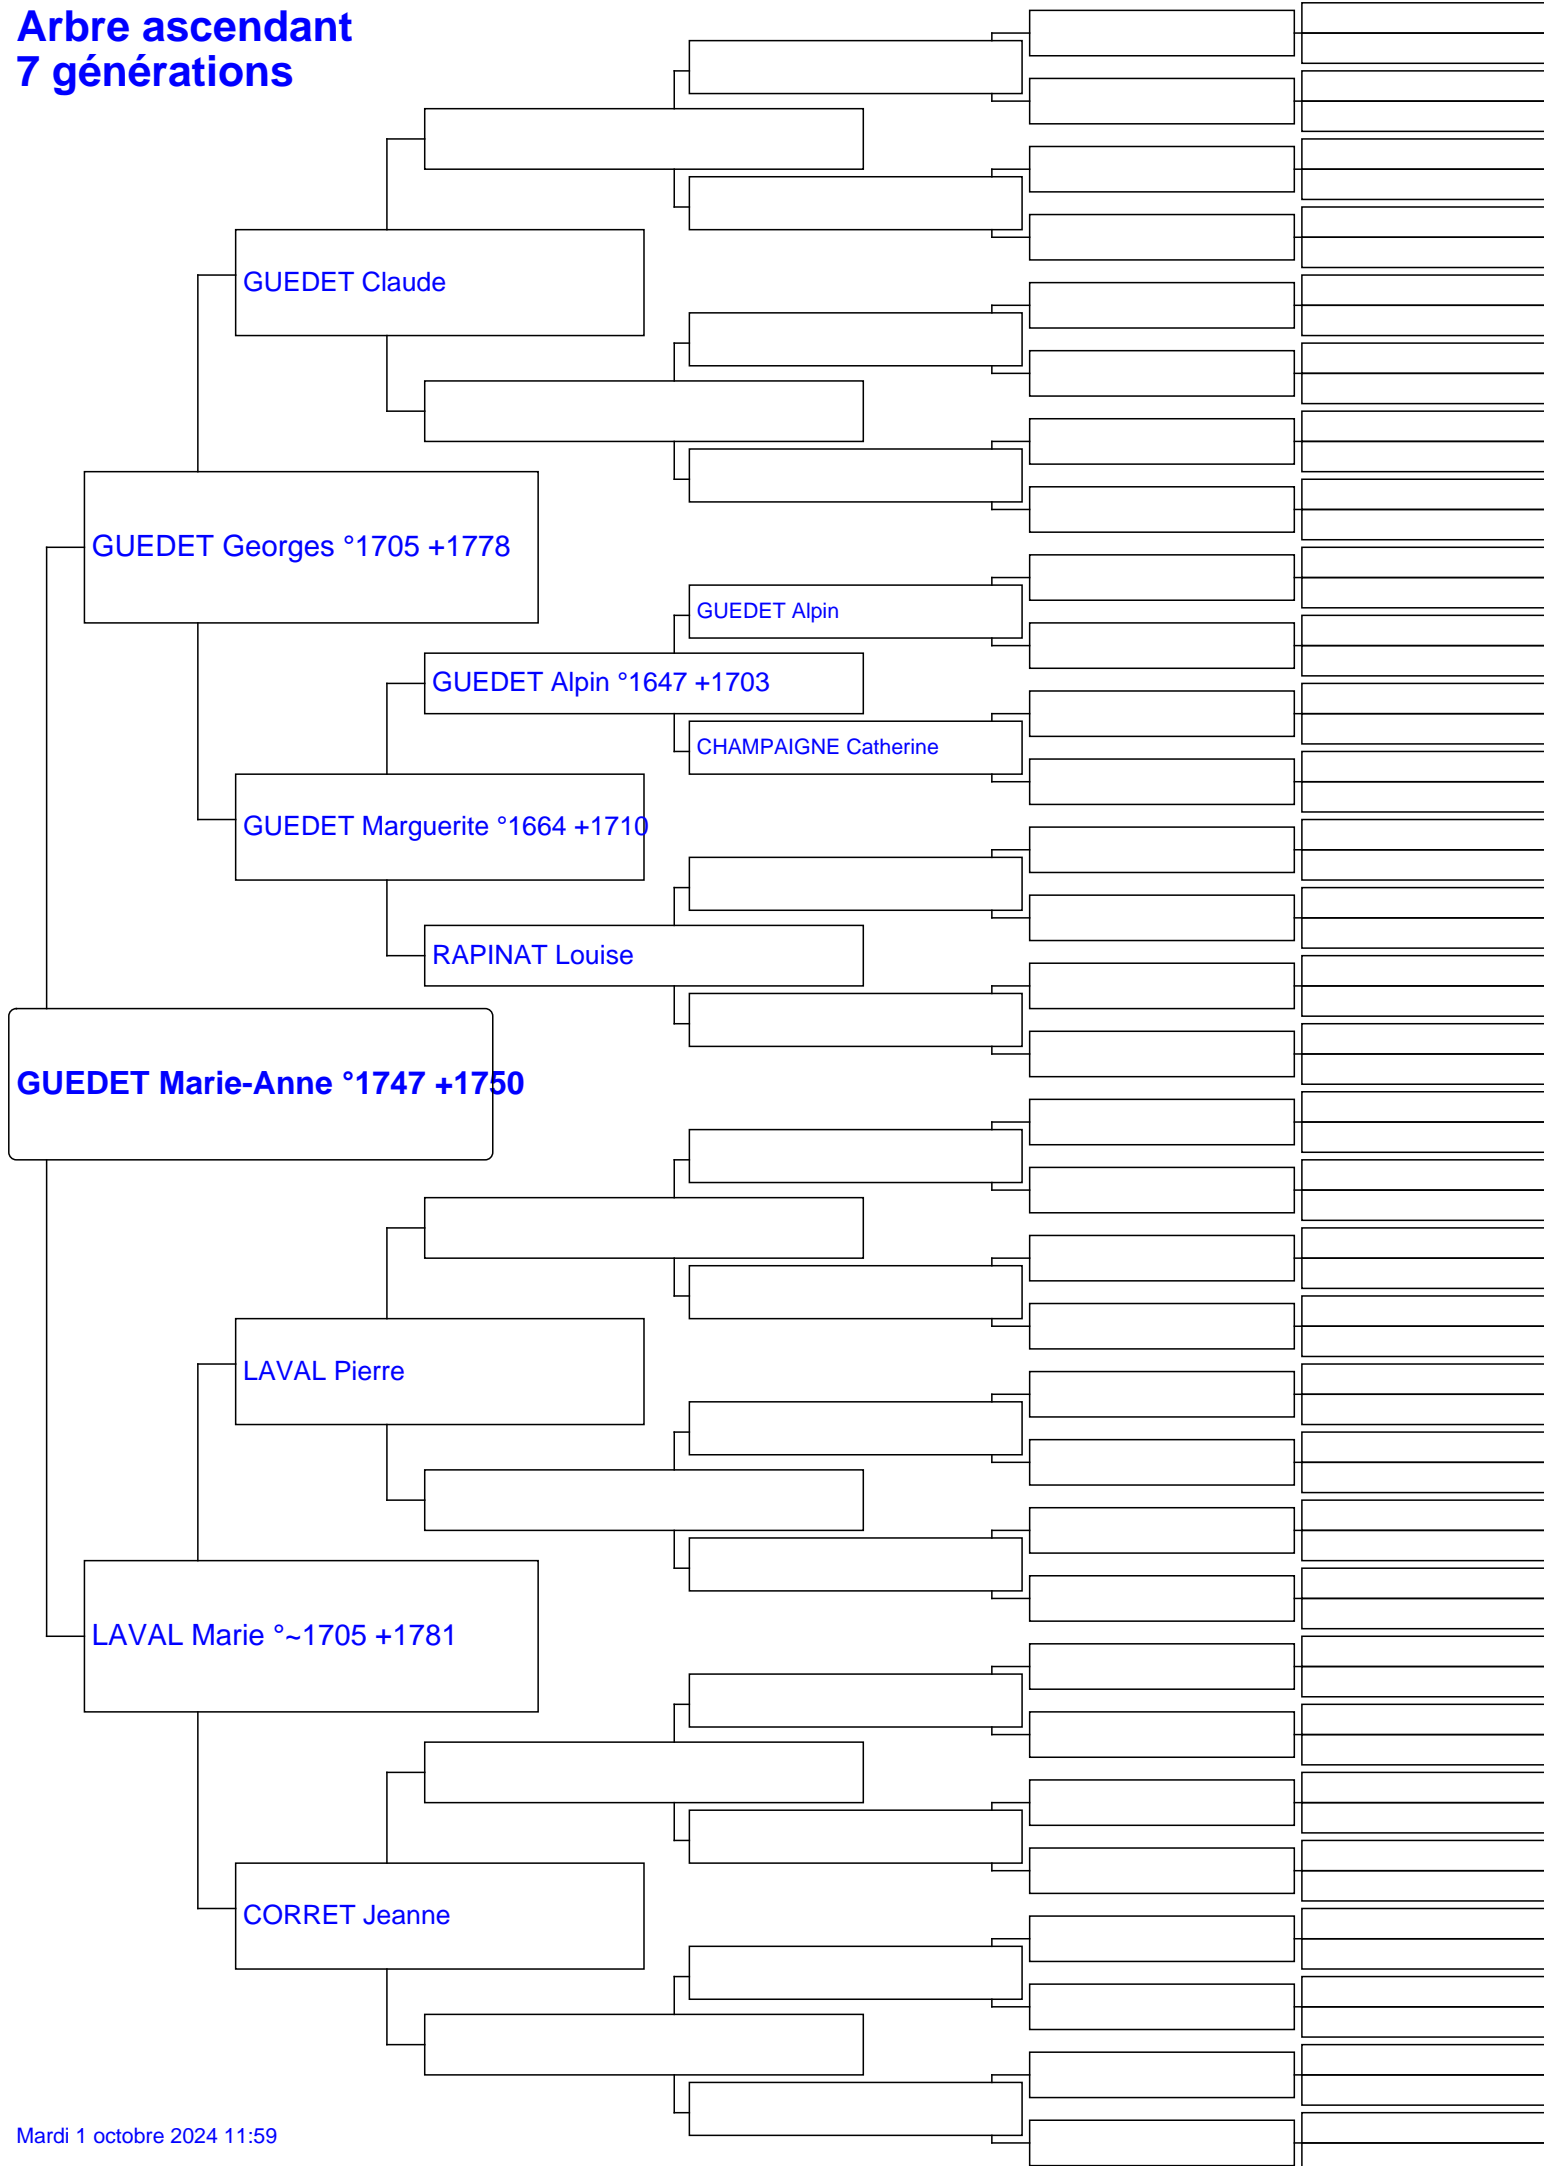 Arbre ascendant
7 générations
GUEDET Claude
GUEDET Georges °1705 +1778
GUEDET Alpin
GUEDET Alpin °1647 +1703
CHAMPAIGNE Catherine
GUEDET Marguerite °1664 +1710
RAPINAT Louise
GUEDET Marie-Anne °1747 +1750
LAVAL Pierre
LAVAL Marie °~1705 +1781
CORRET Jeanne
Mardi 1 octobre 2024 11:59